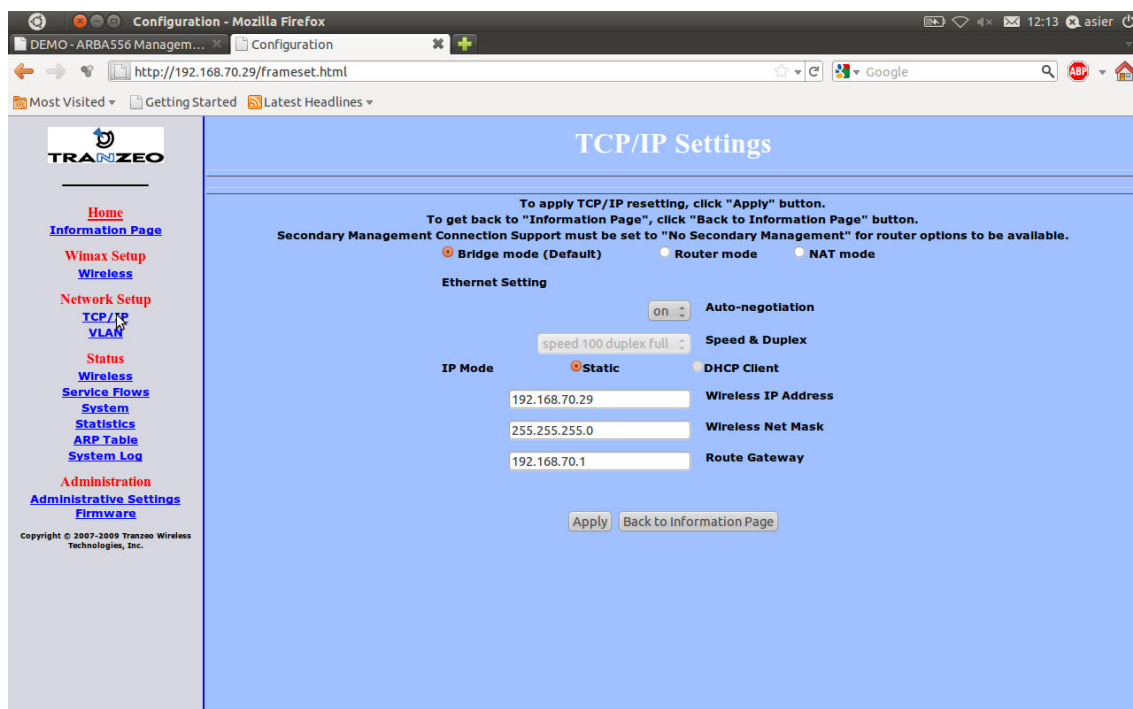 Configuration - Mozilla Firefox
12:13 asier
DEMO - ARBA556 Managem...
Configuration
http://192.168.70.29/frameset.html
Google
ABP
Most Visited
Getting Started
Latest Headlines
TRANZEO
Home
Information Page
Wimax Setup
Wireless
Network Setup
TCP/IP
VLAN
Status
Wireless
Service Flows
System
Statistics
ARP Table
System Log
Administration
Administrative Settings
Firmware
Copyright © 2007-2009 Tranzeo Wireless
Technologies, Inc.
TCP/IP Settings
To apply TCP/IP resetting, click "Apply" button.
To get back to "Information Page", click "Back to Information Page" button.
Secondary Management Connection Support must be set to "No Secondary Management" for router options to be available.
Bridge mode (Default) Router mode NAT mode
Ethernet Setting
on Auto-negotiation
speed 100 duplex full Speed & Duplex
IP Mode Static DHCP Client
192.168.70.29 Wireless IP Address
255.255.255.0 Wireless Net Mask
192.168.70.1 Route Gateway
Apply Back to Information Page